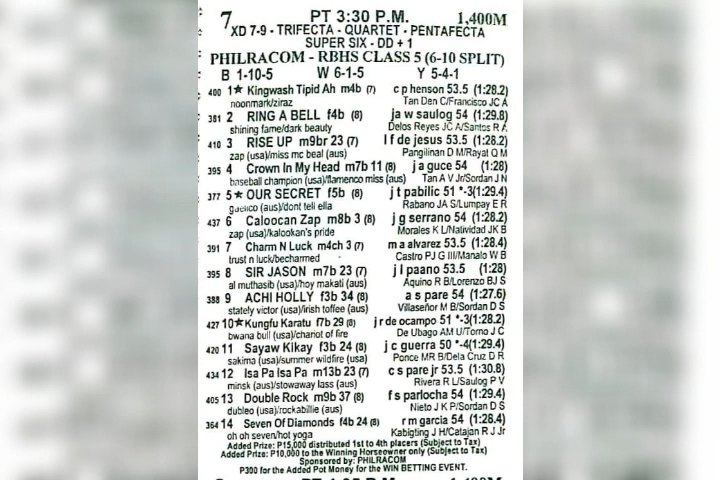 7 PT 3:30 P.M. 1,400M
XD 7-9 - TRIFECTA - QUARTET - PENTAFECTA
SUPER SIX - DD + 1
PHILRACOM - RBHS CLASS 5 (6-10 SPLIT)
B 1-10-5 W 6-1-5 Y 5-4-1
400 1★ Kingwash Tipid Ah m4b (7) c p henson 53.5 (1:28.2)
noonmark/ziraz Tan Den C/Francisco JC A
381 2 RING A BELL f4b (8) ja w saulog 54 (1:29.8)
shining fame/dark beauty Delos Reyes JC A/Santos R A
410 3 RISE UP m9br 23 (7) l f de jesus 53.5 (1:28.2)
zap (usa)/miss mc beal (aus) Pangilinan D M/Rayat Q M
395 4 Crown In My Head m7b 11 (8) j a guce 54 (1:28)
baseball champion (usa)/flamenco miss (aus) Tan A V Jr/Sordan J N
377 5★ OUR SECRET f5b (8) j t pabilic 51 *-3(1:29.4)
gaelico (aus)/dont tell ella Rabano JA S/Lumpay E R
437 6 Caloocan Zap m8b 3 (8) j g serrano 54 (1:28.2)
zap (usa)/kalookan's pride Morales K L/Natividad JK B
391 7 Charm N Luck m4ch 3 (7) m a alvarez 53.5 (1:28.4)
trust n luck/becharmed Castro PJ G III/Manalo W B
395 8 SIR JASON m7b 23 (7) j l paano 53.5 (1:28)
al muthasib (usa)/hoy makati (aus) Aquino R B/Lorenzo BJ S
388 9 ACHI HOLLY f3b 34 (8) a s pare 54 (1:27.6)
stately victor (usa)/irish toffee (aus) Villaseñor M B/Sordan D S
427 10★Kungfu Karatu f7b 29 (8) j r de ocampo 51 *-3(1:28.2)
bwana bull (usa)/chariot of fire De Ubago AM U/Torno J C
420 11 Sayaw Kikay f3b 24 (8) j c guerra 50 *-4(1:29.4)
sakima (usa)/summer wildfire (usa) Ponce MR B/Dela Cruz D R
434 12 Isa Pa Isa Pa m13b 23 (7) c s pare jr 53.5 (1:30.8)
minsk (aus)/stowaway lass (aus) Rivera R L/Saulog P V
405 13 Double Rock m9b 37 (8) f s parlocha 54 (1:29.4)
dubleo (usa)/rockabillie (aus) Nieto J K P/Sordan D S
364 14 Seven Of Diamonds f4b 24 (8) r m garcia 54 (1:28.4)
oh oh seven/hot yoga Kabigting J H/Catajan R J Jr
Added Prize: P15,000 distributed 1st to 4th placers (Subject to Tax)
Added Prize: P10,000 to the Winning Horseowner only (Subject to Tax)
Sponsored by: PHILRACOM
P300 for the Added Pot Money for the WIN BETTING EVENT.